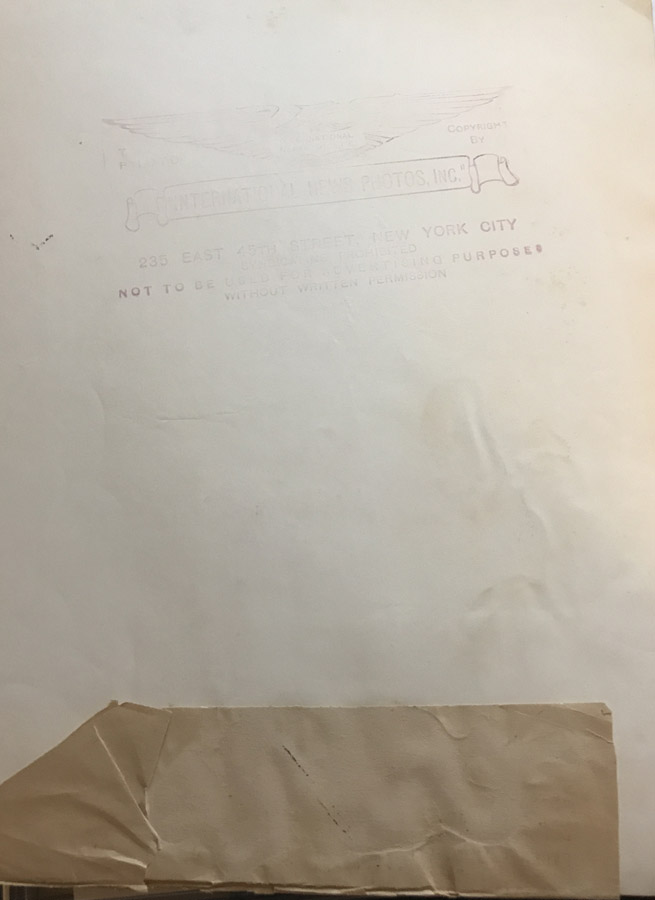 COPYRIGHT
BY
INTERNATIONAL NEWS PHOTOS, INC.
235 EAST 45TH STREET, NEW YORK CITY
NOT TO BE USED FOR ADVERTISING PURPOSES
WITHOUT WRITTEN PERMISSION